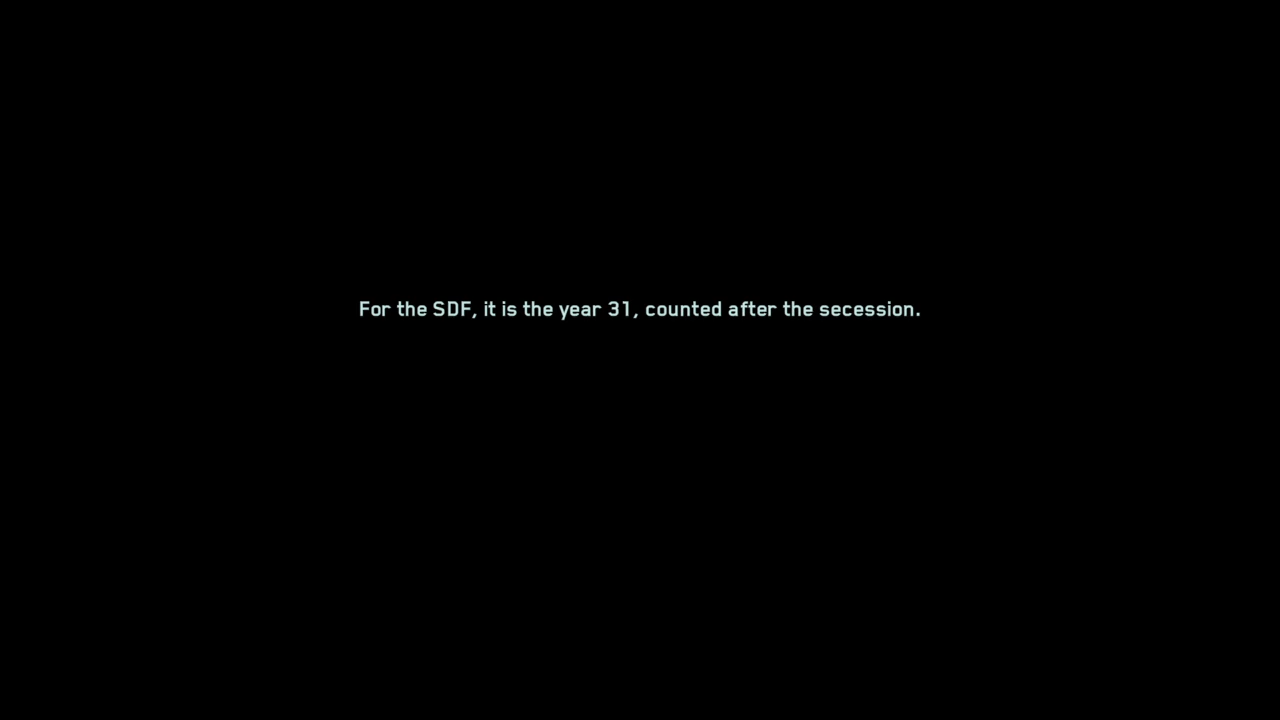 For the SDF, it is the year 31, counted after the secession.